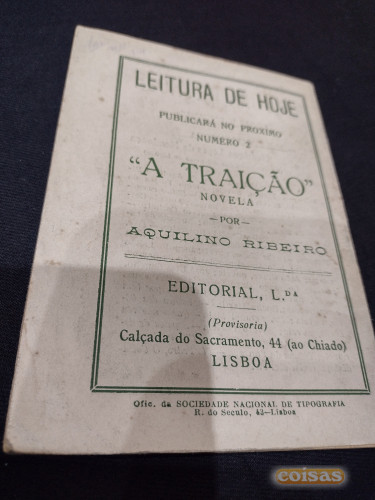 LEITURA DE HOJE
PUBLICARÁ NO PROXIMO
NUMERO 2
"A TRAIÇÃO"
NOVELA
—POR—
AQUILINO RIBEIRO
EDITORIAL, L.DA
(Provisoria)
Calçada do Sacramento, 44 (ao Chiado)
LISBOA
Ofic. da SOCIEDADE NACIONAL DE TIPOGRAFIA
R. do Seculo, 42—Lisboa
coisas